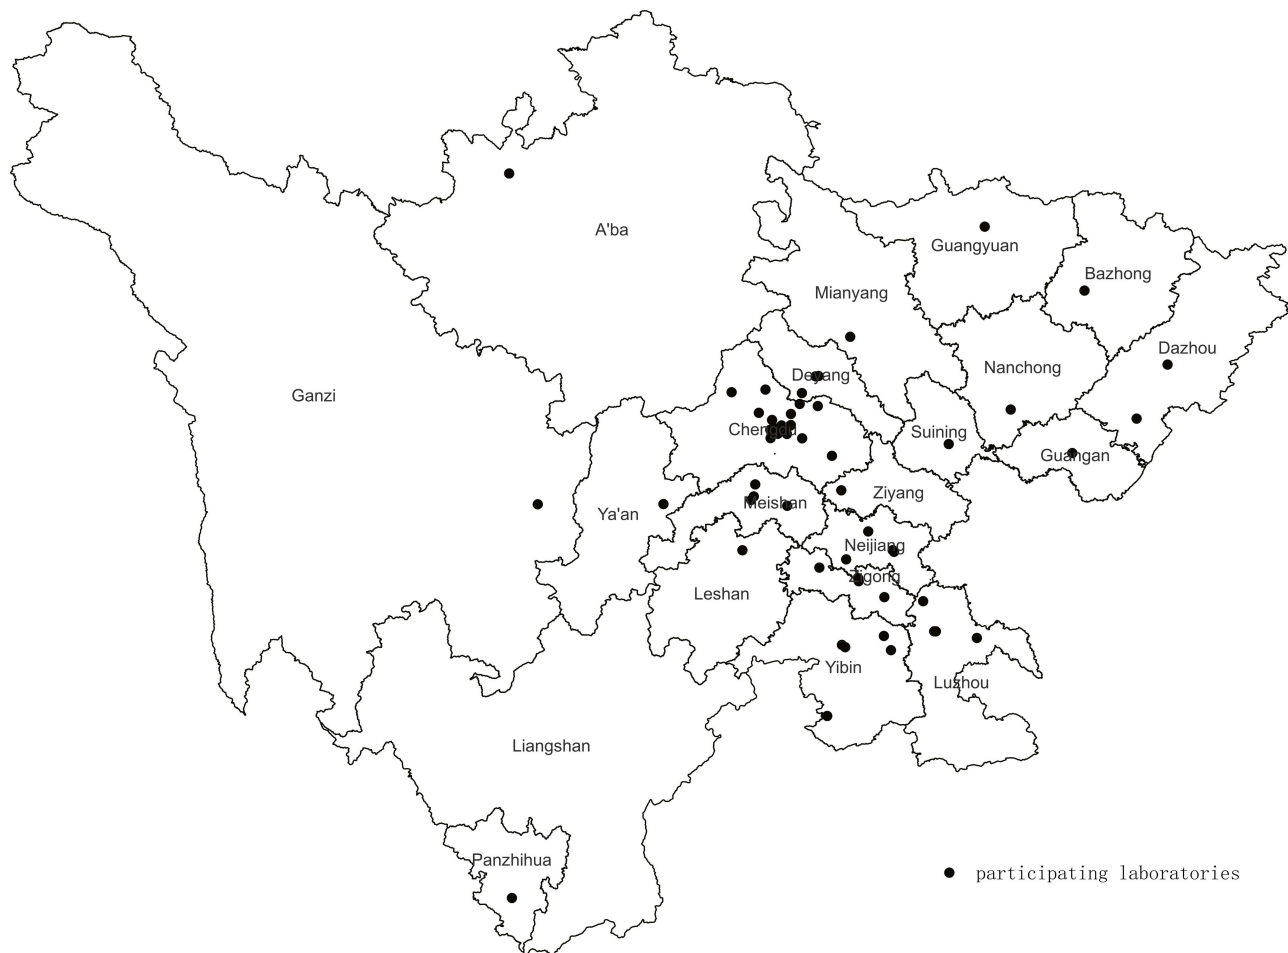 A'ba
Guangyuan
Bazhong
Mianyang
Dazhou
Nanchong
Deyang
Ganzi
Chengdu
Suining
Guangan
Ziyang
Meishan
Ya'an
Neijiang
Zigong
Leshan
Yibin
Luzhou
Liangshan
Panzhihua
participating laboratories